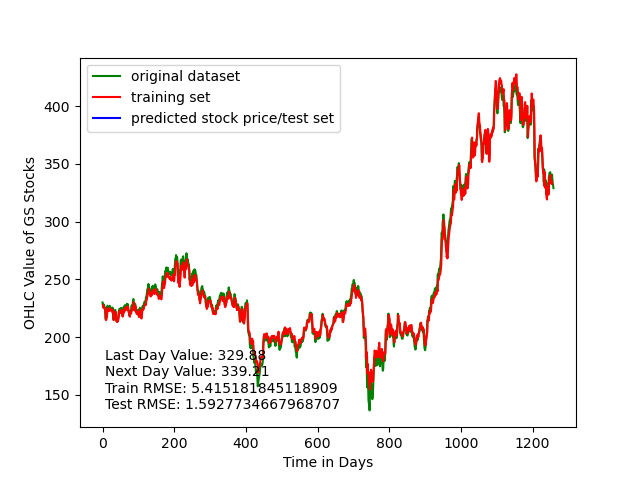 original dataset
training set
predicted stock price/test set
400
350
300
250
200
150
OHLC Value of GS Stocks
Last Day Value: 329.88
Next Day Value: 339.21
Train RMSE: 5.415181845118909
Test RMSE: 1.5927734667968707
0 200 400 600 800 1000 1200
Time in Days